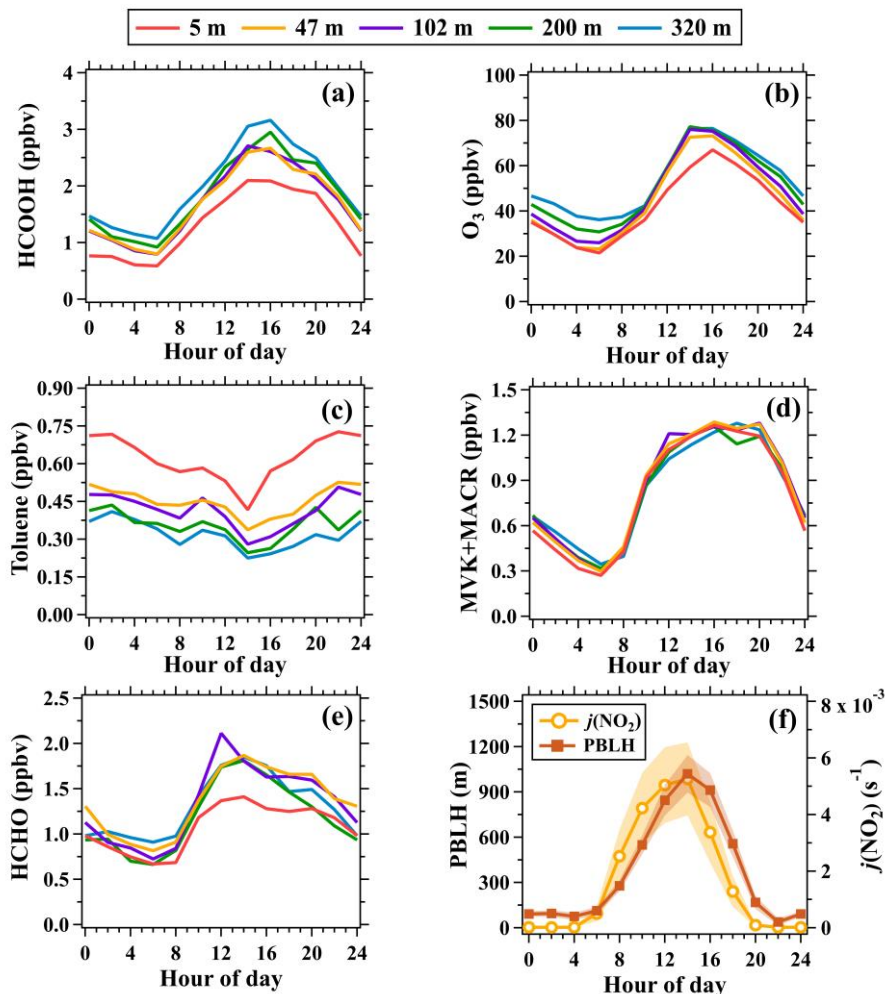 5 m 47 m 102 m 200 m 320 m
(a)
HCOOH (ppbv)
4
3
2
1
0
0 4 8 12 16 20 24
Hour of day
(b)
O3 (ppbv)
100
80
60
40
20
0
0 4 8 12 16 20 24
Hour of day
(c)
Toluene (ppbv)
0.90
0.75
0.60
0.45
0.30
0.15
0.00
0 4 8 12 16 20 24
Hour of day
(d)
MVK+MACR (ppbv)
1.5
1.2
0.9
0.6
0.3
0.0
0 4 8 12 16 20 24
Hour of day
(e)
HCHO (ppbv)
2.5
2.0
1.5
1.0
0.5
0.0
0 4 8 12 16 20 24
Hour of day
(f)
j(NO2)
PBLH
PBLH (m)
1500
1200
900
600
300
0
8 x 10-3
6
4
2
0
j(NO2) (s-1)
0 4 8 12 16 20 24
Hour of day